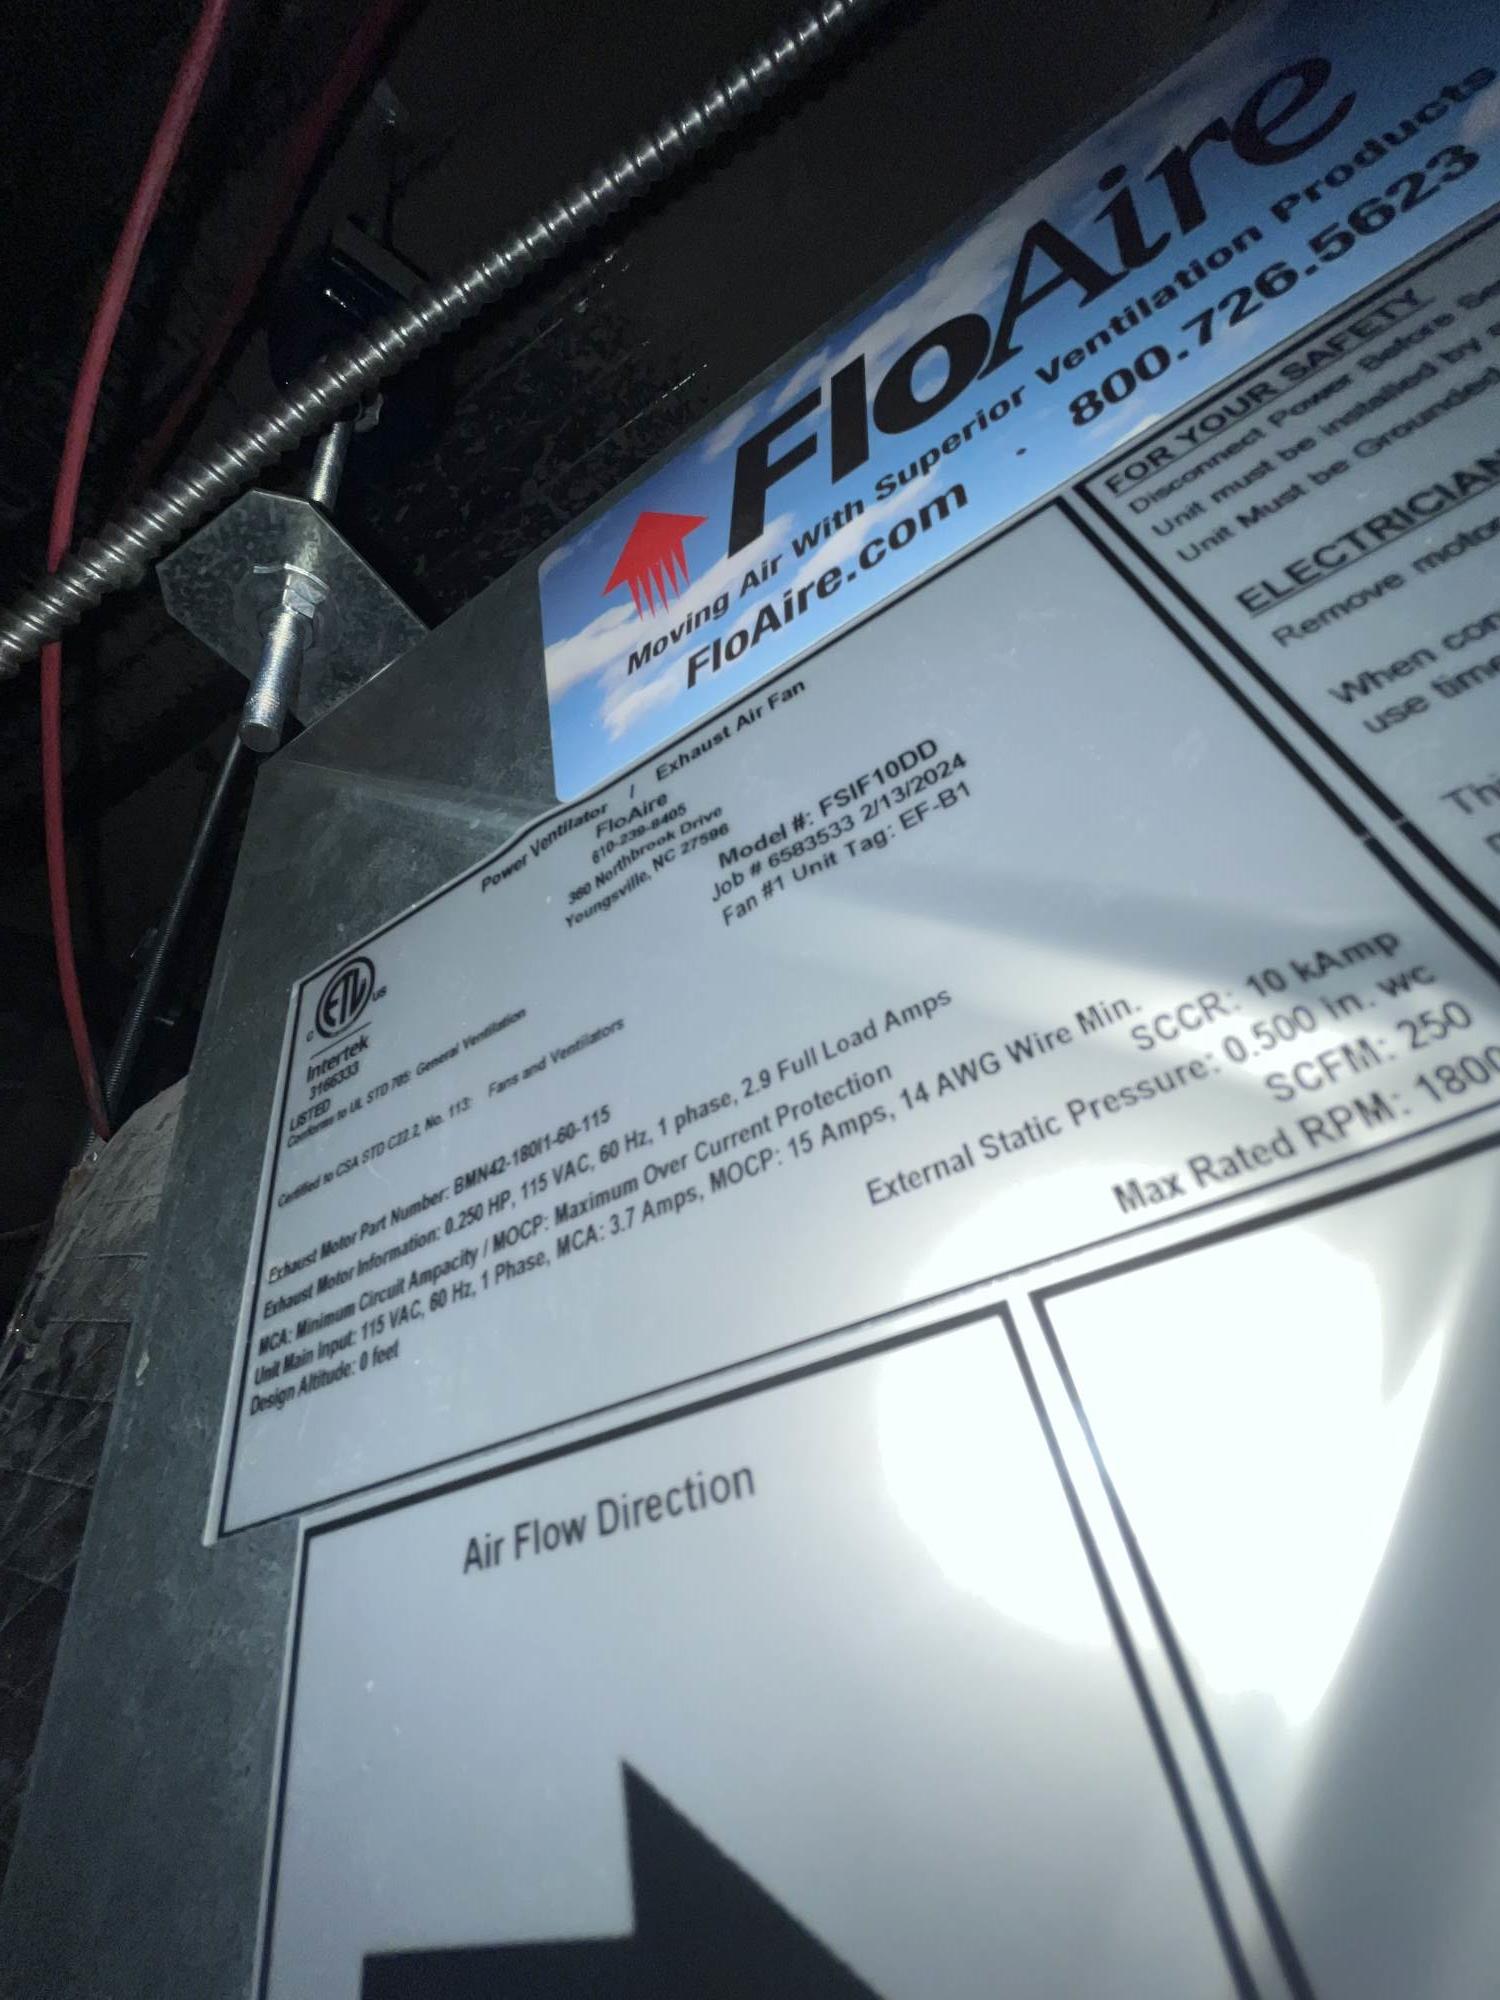 FloAire
Moving Air With Superior Ventilation Products
FloAire.com 800.726.5623
Power Ventilator / Exhaust Air Fan
FloAire
610-239-8405
360 Northbrook Drive
Youngsville, NC 27596
Model #: FSIF10DD
Job # 6583533 2/13/2024
Fan #1 Unit Tag: EF-B1
C ETL US
Intertek
3166333
LISTED
Conforms to UL STD 705: General Ventilation
Certified to CSA STD C22.2, No. 113: Fans and Ventilators
Exhaust Motor Part Number: BMN42-180I1-60-115
Exhaust Motor Information: 0.250 HP, 115 VAC, 60 Hz, 1 phase, 2.9 Full Load Amps
MCA: Minimum Circuit Ampacity / MOCP: Maximum Over Current Protection
Unit Main Input: 115 VAC, 60 Hz, 1 Phase, MCA: 3.7 Amps, MOCP: 15 Amps, 14 AWG Wire Min.
Design Altitude: 0 feet
SCCR: 10 kAmp
External Static Pressure: 0.500 in. wc
SCFM: 250
Max Rated RPM: 1800
FOR YOUR SAFETY
Disconnect Power Before
Unit must be installed by
Unit Must be Grounded
ELECTRICIAN
Remove
When
use
Air Flow Direction